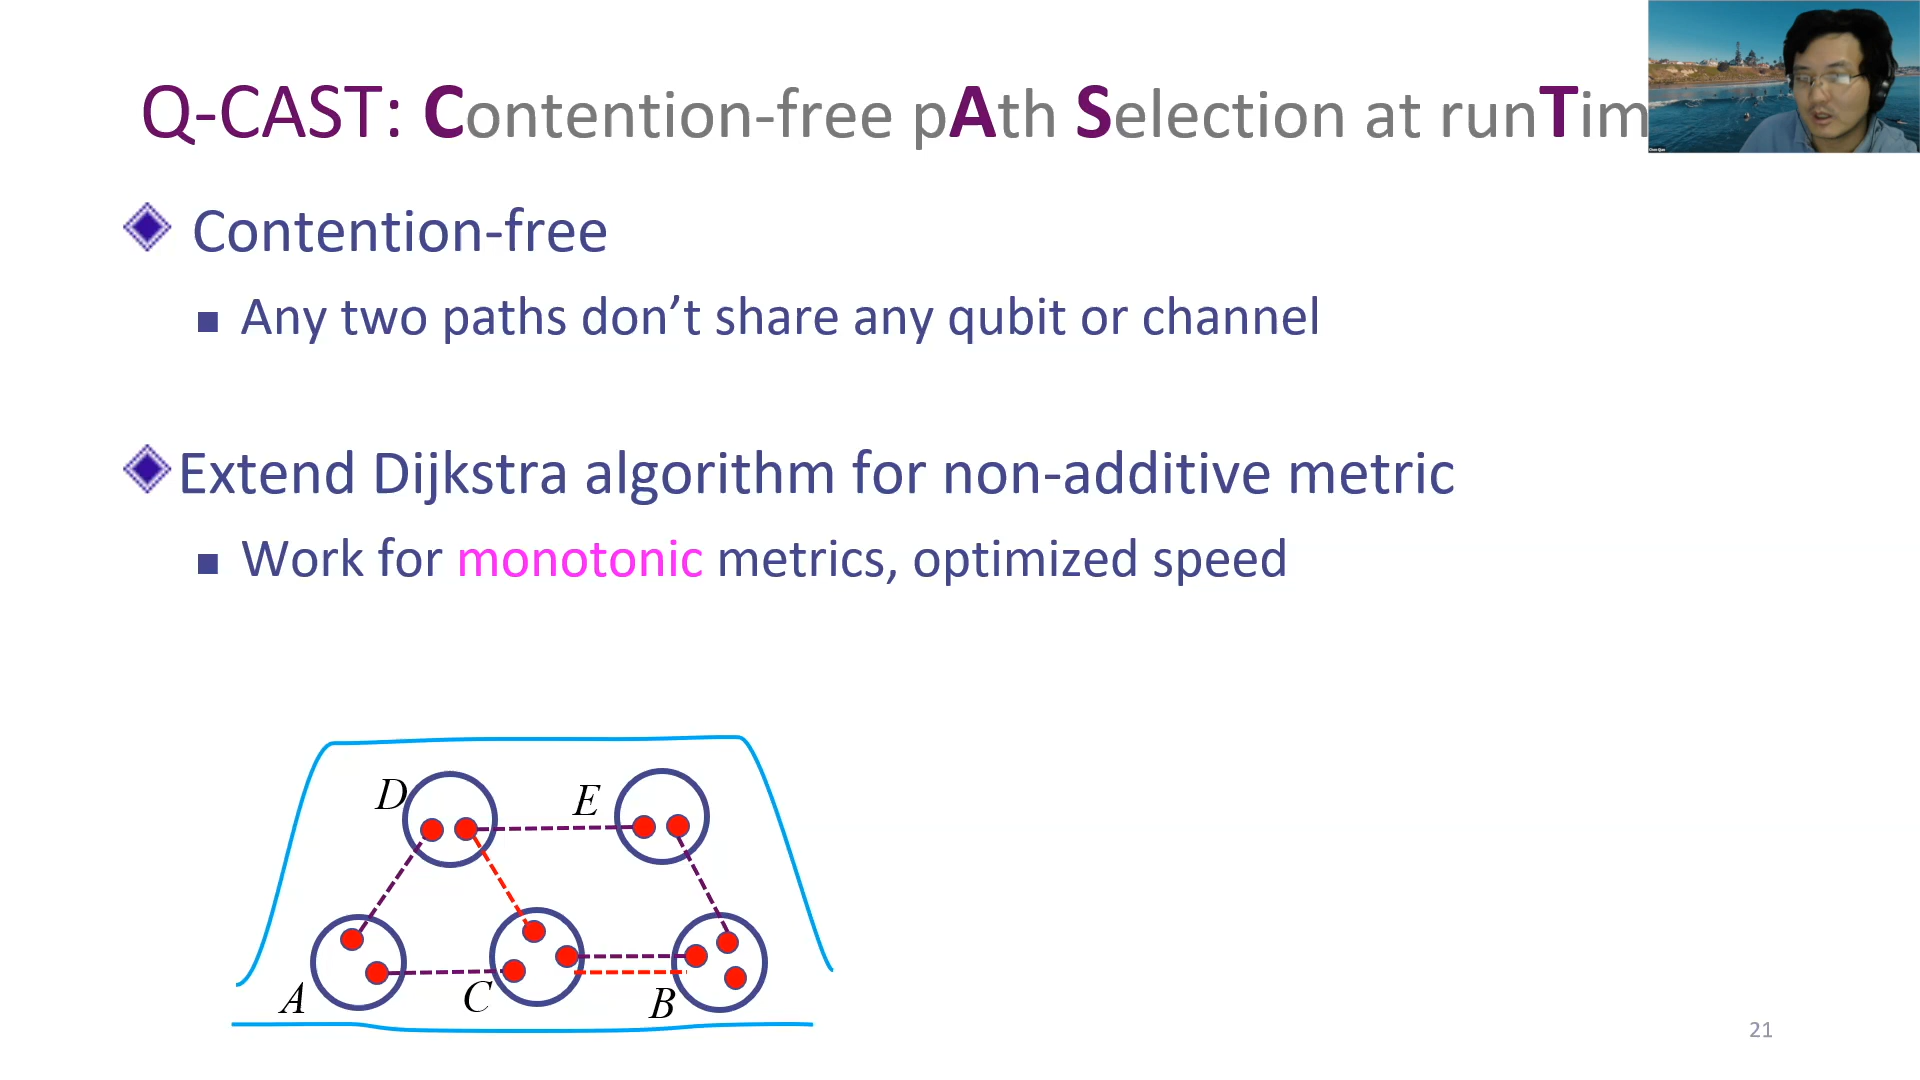 Q-CAST: Contention-free pAth Selection at runTim
Contention-free
Any two paths don’t share any qubit or channel
Extend Dijkstra algorithm for non-additive metric
Work for monotonic metrics, optimized speed
D
E
A
C
B
21